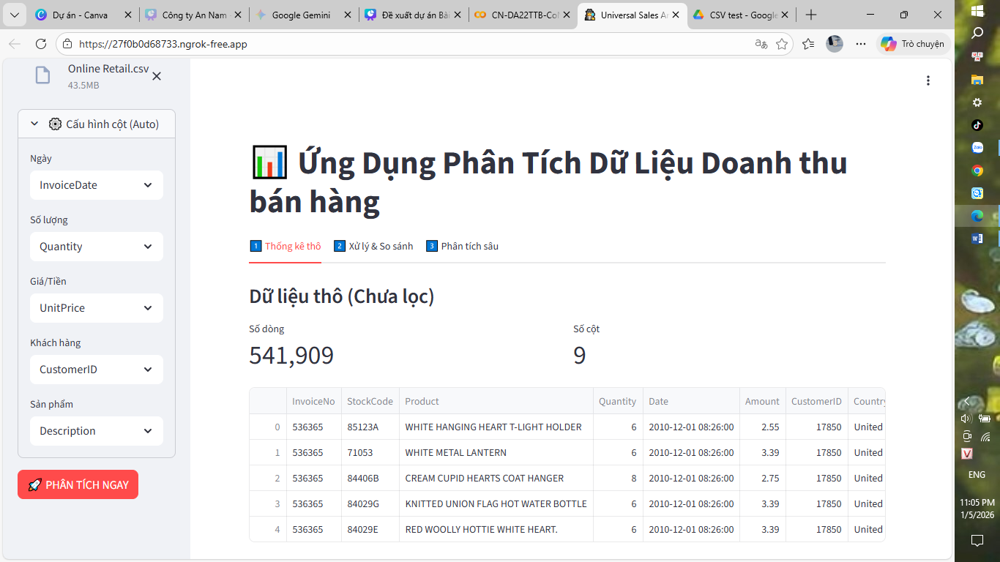 Dự án - Canva
Công ty An Nam
Google Gemini
Đề xuất dự án Bài
CN-DA22TTB-Co
Universal Sales An
CSV test - Google
https://27f0b0d68733.ngrok-free.app
Trò chuyện
Online Retail.csv
43.5MB
Cấu hình cột (Auto)
Ngày
InvoiceDate
Số lượng
Quantity
Giá/Tiền
UnitPrice
Khách hàng
CustomerID
Sản phẩm
Description
PHÂN TÍCH NGAY
Ứng Dụng Phân Tích Dữ Liệu Doanh thu
bán hàng
1 Thống kê thô 2 Xử lý & So sánh 3 Phân tích sâu
Dữ liệu thô (Chưa lọc)
Số dòng Số cột
541,909 9
InvoiceNo StockCode Product Quantity Date Amount CustomerID Country
0 536365 85123A WHITE HANGING HEART T-LIGHT HOLDER 6 2010-12-01 08:26:00 2.55 17850 United
1 536365 71053 WHITE METAL LANTERN 6 2010-12-01 08:26:00 3.39 17850 United
2 536365 84406B CREAM CUPID HEARTS COAT HANGER 8 2010-12-01 08:26:00 2.75 17850 United
3 536365 84029G KNITTED UNION FLAG HOT WATER BOTTLE 6 2010-12-01 08:26:00 3.39 17850 United
4 536365 84029E RED WOOLLY HOTTIE WHITE HEART. 6 2010-12-01 08:26:00 3.39 17850 United
Zalo
ENG
11:05 PM
1/5/2026